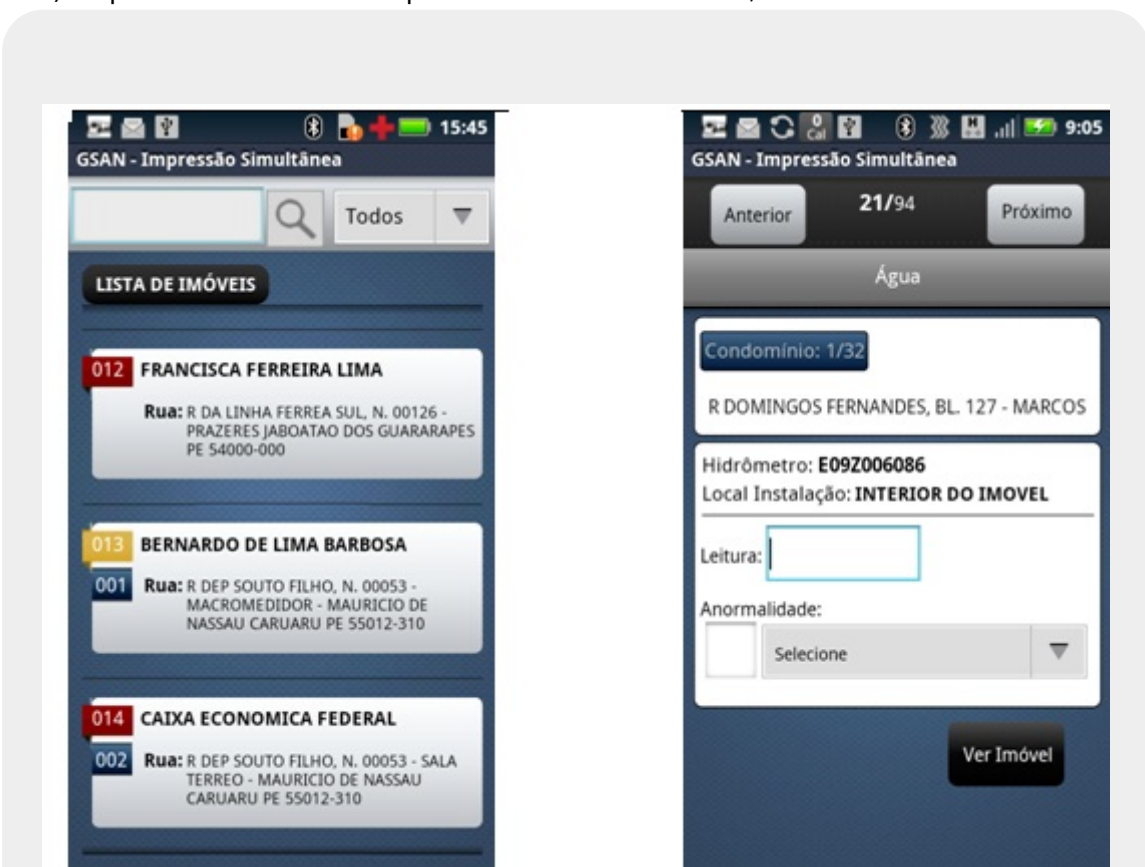 15:45
GSAN - Impressão Simultânea
Todos
LISTA DE IMÓVEIS
012 FRANCISCA FERREIRA LIMA
Rua: R DA LINHA FERREA SUL, N. 00126 -
PRAZERES JABOATAO DOS GUARARAPES
PE 54000-000
013 BERNARDO DE LIMA BARBOSA
001 Rua: R DEP SOUTO FILHO, N. 00053 -
MACROMEDIDOR - MAURICIO DE
NASSAU CARUARU PE 55012-310
014 CAIXA ECONOMICA FEDERAL
002 Rua: R DEP SOUTO FILHO, N. 00053 - SALA
TERREO - MAURICIO DE NASSAU
CARUARU PE 55012-310
0 Cal H 9:05
GSAN - Impressão Simultânea
Anterior 21/94 Próximo
Água
Condomínio: 1/32
R DOMINGOS FERNANDES, BL. 127 - MARCOS
Hidrômetro: E09Z006086
Local Instalação: INTERIOR DO IMOVEL
Leitura:
Anormalidade:
Selecione
Ver Imóvel